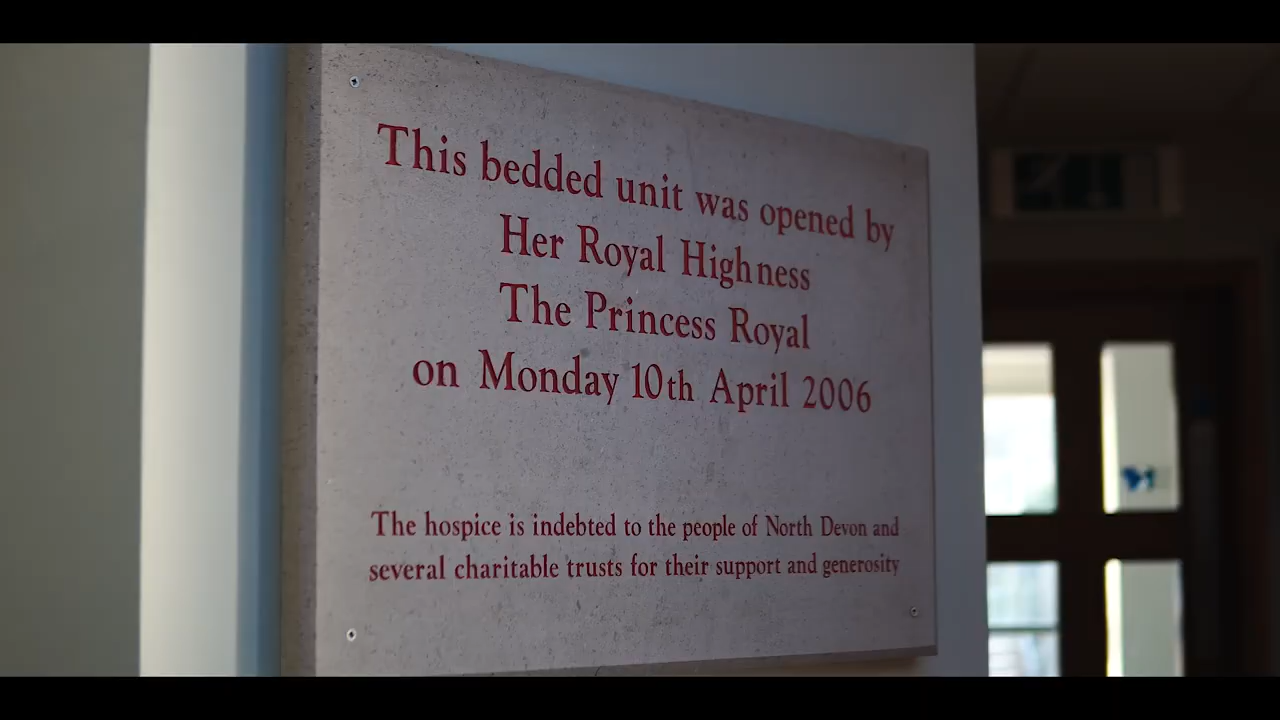 This bedded unit was opened by
Her Royal Highness
The Princess Royal
on Monday 10th April 2006
The hospice is indebted to the people of North Devon and
several charitable trusts for their support and generosity